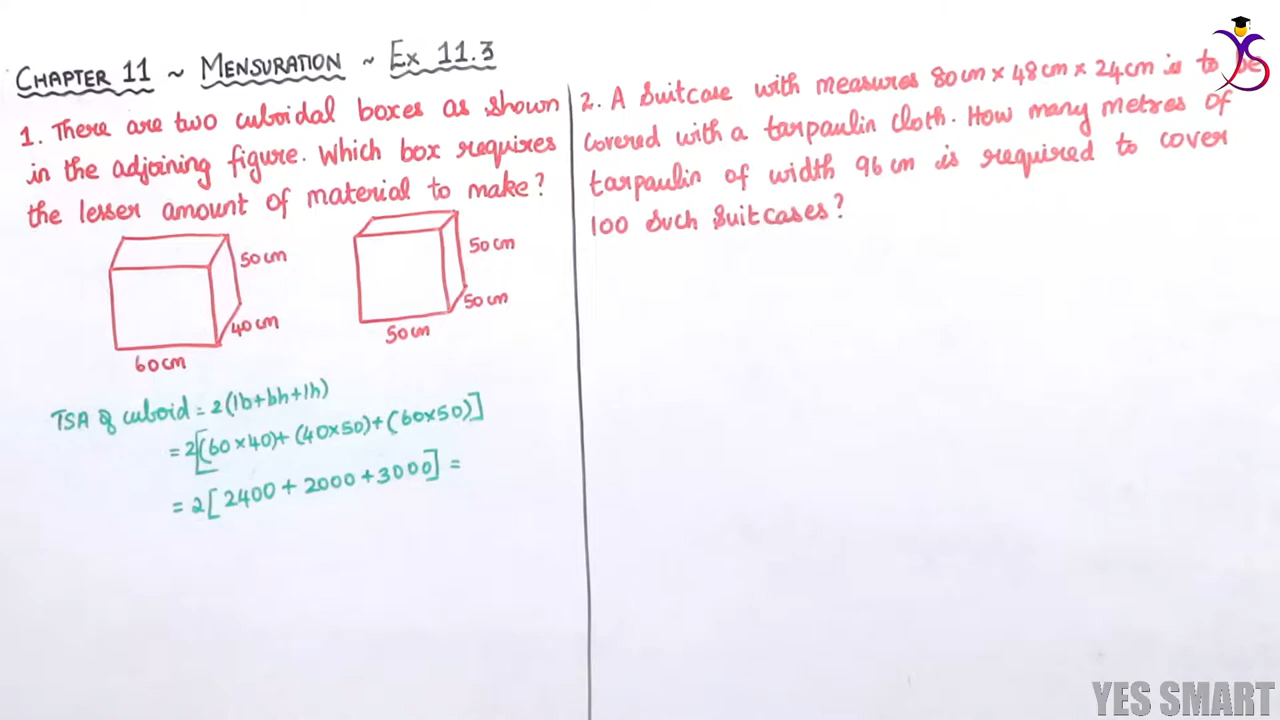 CHAPTER 11 ~ MENSURATION ~ Ex 11.3
1. There are two cuboidal boxes as shown
in the adjoining figure. Which box requires
the lesser amount of material to make?
50 cm
40 cm
60 cm
50 cm
50 cm
50 cm
TSA of cuboid = 2(lb+bh+lh)
= 2[(60×40)+(40×50)+(60×50)]
= 2[2400+2000+3000] =
2. A Suitcase with measures 80 cm × 48 cm × 24 cm is to be
covered with a tarpaulin cloth. How many metres of
tarpaulin of width 96 cm is required to cover
100 such suitcases?
YS
YES SMART